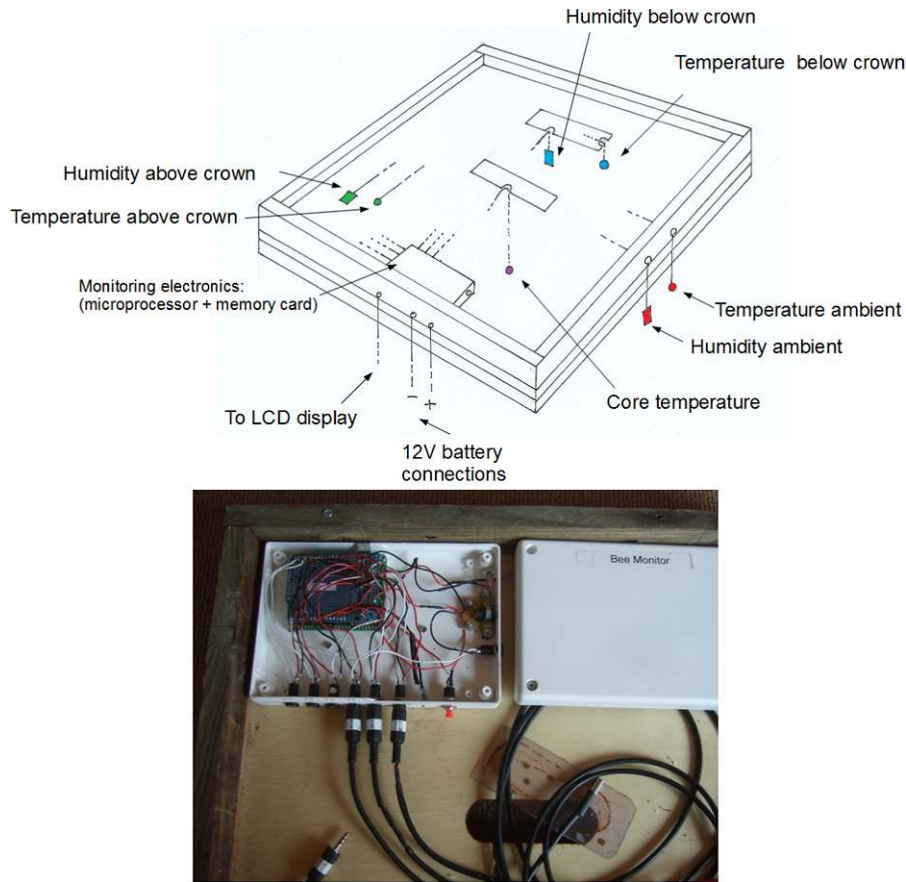 Humidity below crown
Temperature below crown
Humidity above crown
Temperature above crown
Monitoring electronics:
(microprocessor + memory card)
Temperature ambient
Humidity ambient
Core temperature
To LCD display
12V battery
connections
Bee Monitor